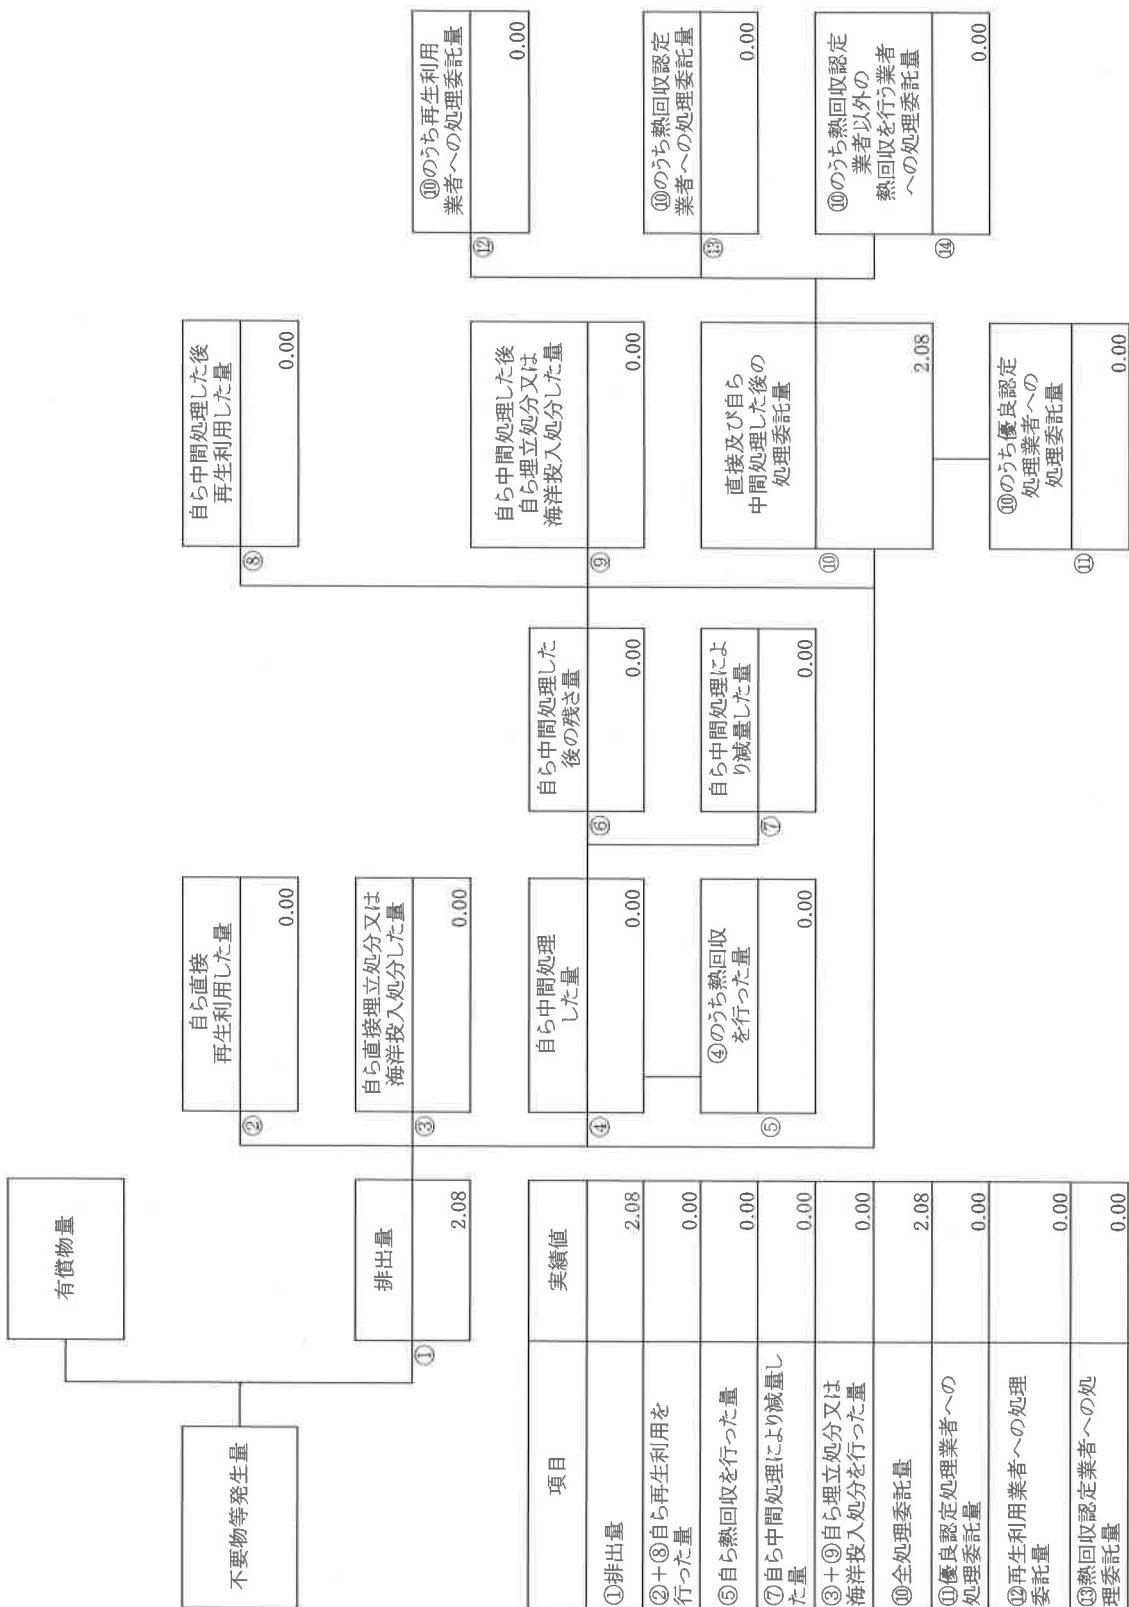 不要物等発生量
有償物量
①
排出量
2.08
②
自ら直接
再生利用した量
0.00
③
自ら直接埋立処分又は
海洋投入処分した量
0.00
④
自ら中間処理
した量
0.00
⑤
④のうち熱回収
を行った量
0.00
⑥
自ら中間処理した
後の残さ量
0.00
⑦
自ら中間処理によ
り減量した量
0.00
⑧
自ら中間処理した後
再生利用した量
0.00
⑨
自ら中間処理した後
自ら埋立処分又は
海洋投入処分した量
0.00
⑩
直接及び自ら
中間処理した後の
処理委託量
2.08
⑪
⑩のうち優良認定
処理業者への
処理委託量
0.00
⑫
⑩のうち再生利用
業者への処理委託量
0.00
⑬
⑩のうち熱回収認定
業者への処理委託量
0.00
⑭
⑩のうち熱回収認定
業者以外の
熱回収を行う業者
への処理委託量
0.00
項目
実績値
①排出量
2.08
②+⑧自ら再生利用を
行った量
0.00
⑤自ら熱回収を行った量
0.00
⑦自ら中間処理により減量し
た量
0.00
③+⑨自ら埋立処分又は
海洋投入処分を行った量
0.00
⑩全処理委託量
2.08
⑪優良認定処理業者への
処理委託量
0.00
⑫再生利用業者への処理
委託量
0.00
⑬熱回収認定業者への処
理委託量
0.00